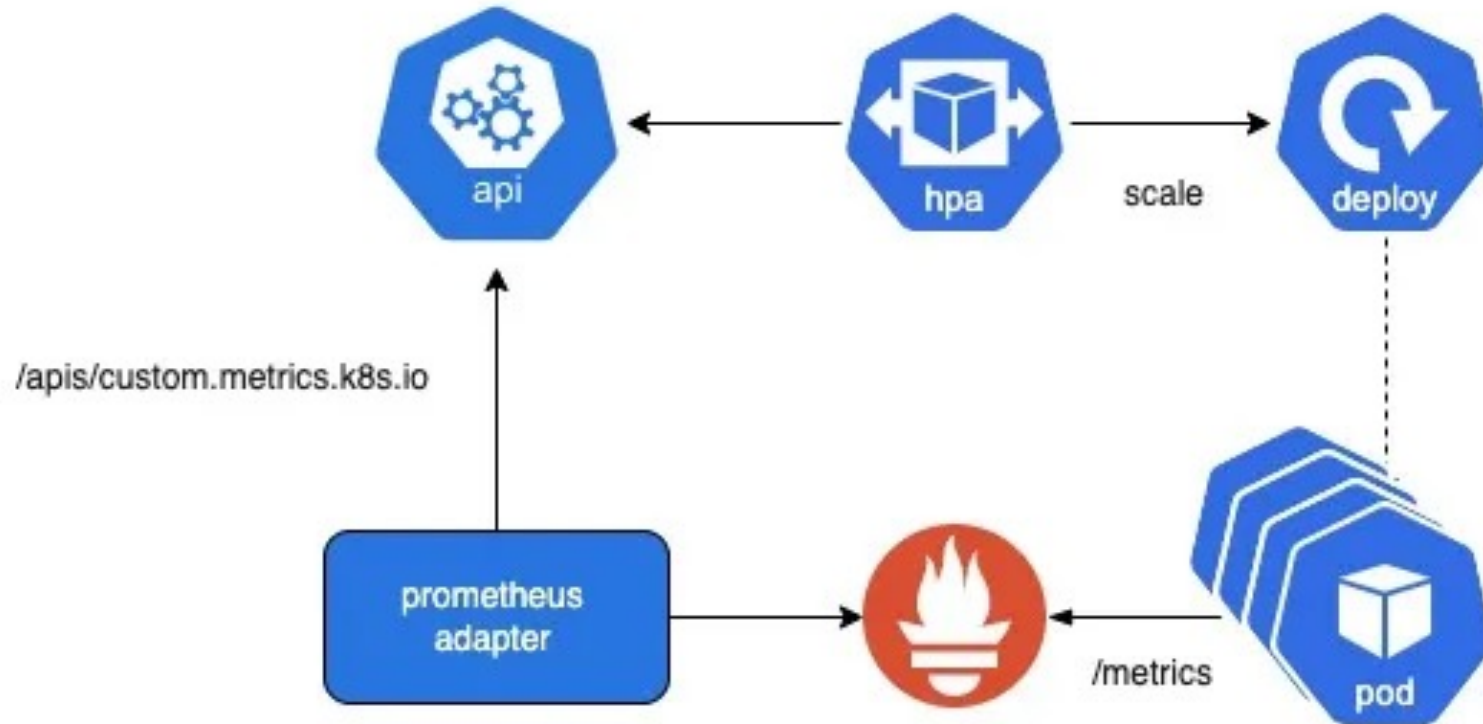 api
hpa
scale
deploy
/apis/custom.metrics.k8s.io
prometheus
adapter
/metrics
pod